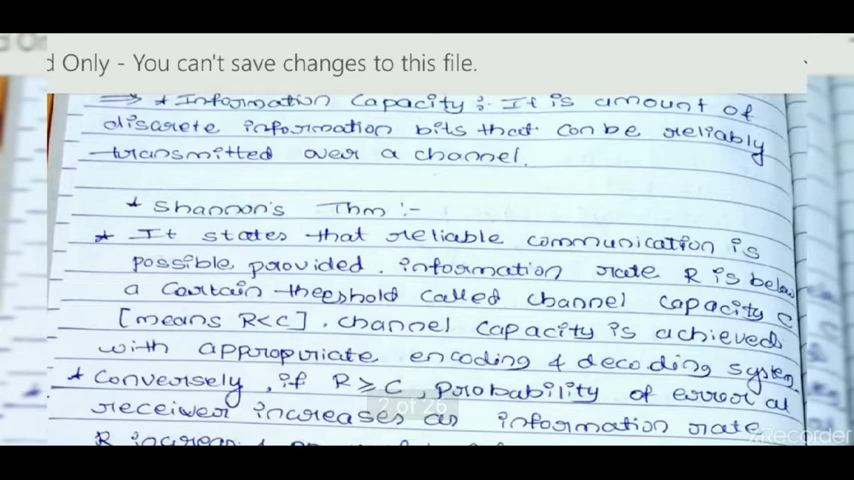 d Only - You can't save changes to this file.
⇒ * Information Capacity :- It is amount of
discrete information bits that can be reliably
transmitted over a channel.
* Shannon's Thm :-
* It states that reliable communication is
possible provided. information rate R is below
a certain theeshold called channel capacity C
[means R<C]. channel capacity is achieved
with appropriate encoding & decoding system.
* Conversely, if R ≥ C, probability of error at
receiver increases as information rate
R increas
2 of 26
Recorder